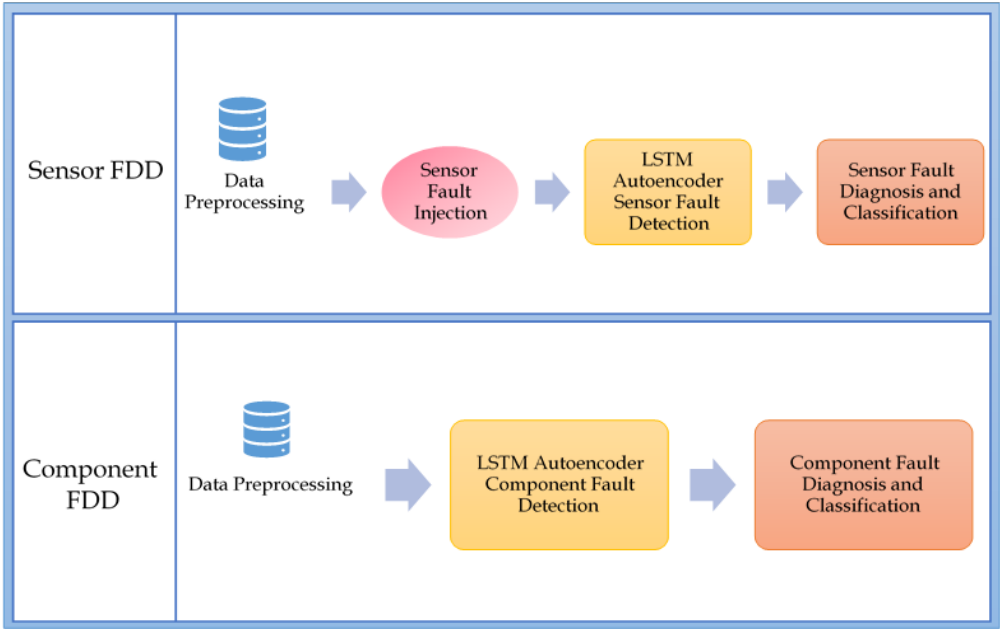 Sensor FDD
Data
Preprocessing
Sensor
Fault
Injection
LSTM
Autoencoder
Sensor Fault
Detection
Sensor Fault
Diagnosis and
Classification
Component
FDD
Data Preprocessing
LSTM Autoencoder
Component Fault
Detection
Component Fault
Diagnosis and
Classification